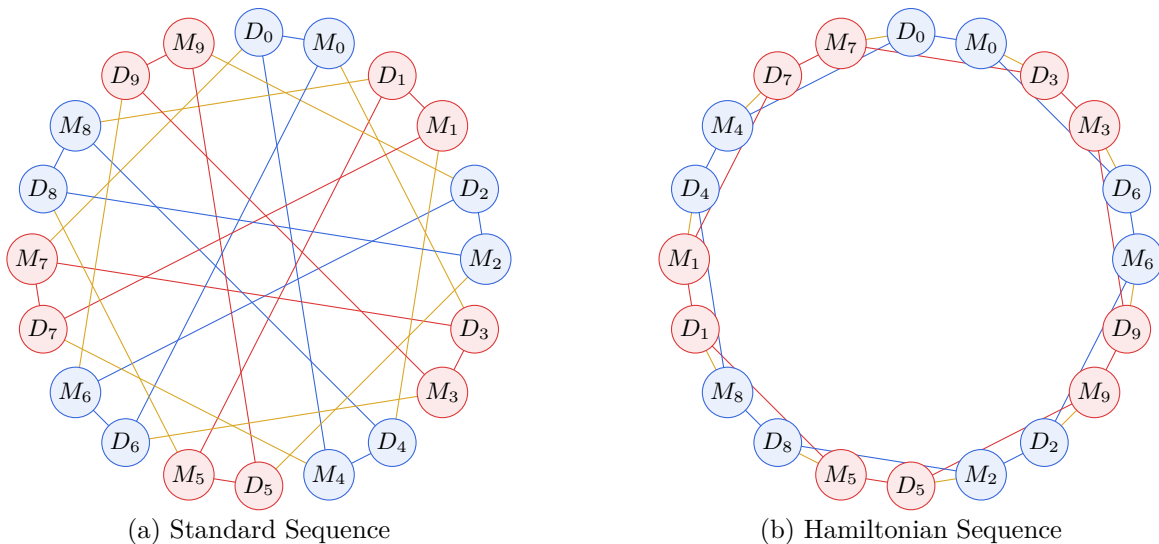 D₀
M₀
D₁
M₁
D₂
M₂
D₃
M₃
D₄
M₄
D₅
M₅
D₆
M₆
D₇
M₇
D₈
M₈
D₉
M₉
(a) Standard Sequence
D₀
M₀
D₃
M₃
D₆
M₆
D₉
M₉
D₂
M₂
D₅
M₅
D₈
M₈
D₁
M₁
D₄
M₄
D₇
M₇
(b) Hamiltonian Sequence